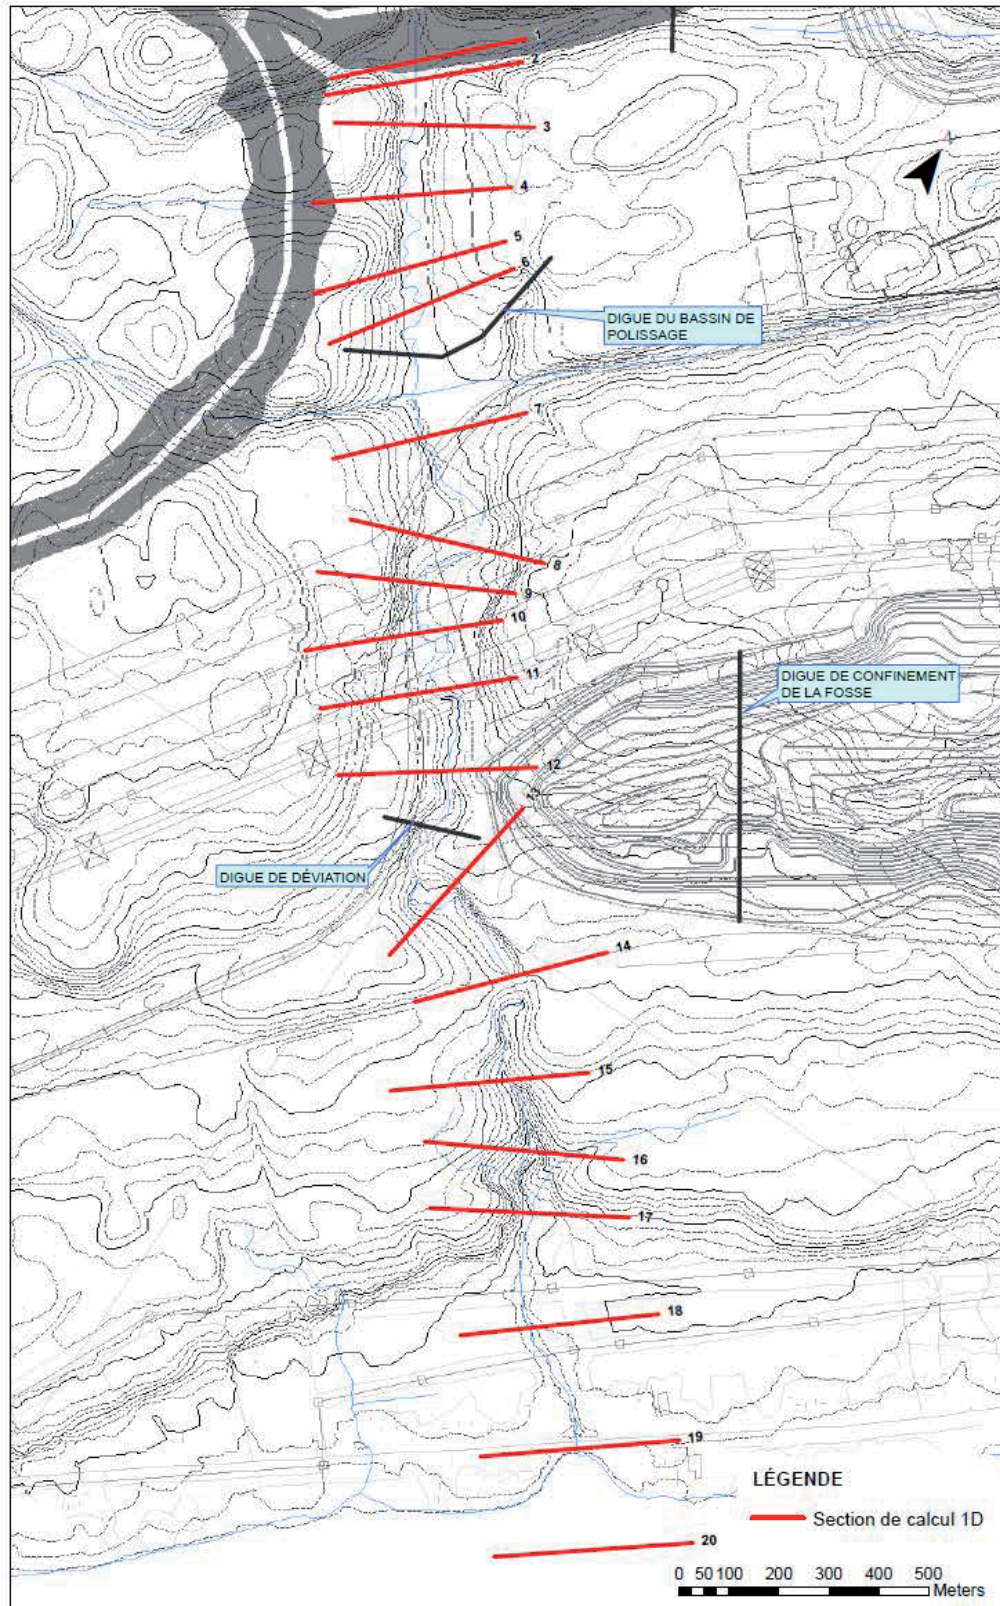 1
2
3
4
5
6
DIGUE DU BASSIN DE
POLISSAGE
7
8
9
10
11
DIGUE DE CONFINEMENT
DE LA FOSSE
12
13
DIGUE DE DÉVIATION
14
15
16
17
18
19
LÉGENDE
Section de calcul 1D
20
0 50 100 200 300 400 500
Meters